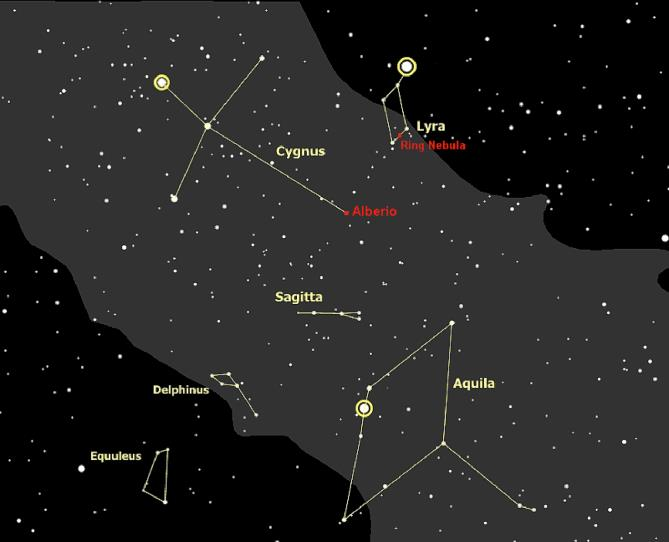 Lyra
Ring Nebula
Cygnus
Alberio
Sagitta
Aquila
Delphinus
Equuleus